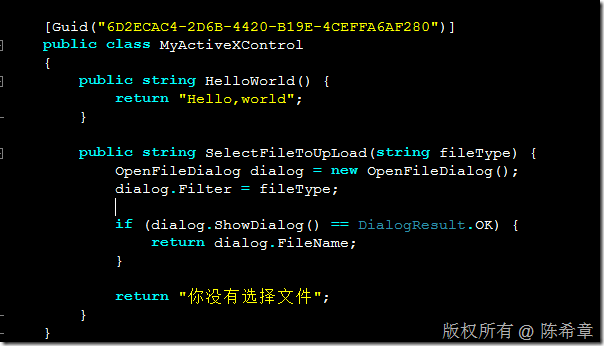 [Guid("6D2ECAC4-2D6B-4420-B19E-4CEFFA6AF280")]
public class MyActiveXControl
{
    public string HelloWorld() {
        return "Hello,world";
    }
    public string SelectFileToUpLoad(string fileType) {
        OpenFileDialog dialog = new OpenFileDialog();
        dialog.Filter = fileType;
        if (dialog.ShowDialog() == DialogResult.OK) {
            return dialog.FileName;
        }
        return "你没有选择文件";
    }
}
版权所有 @ 陈希章